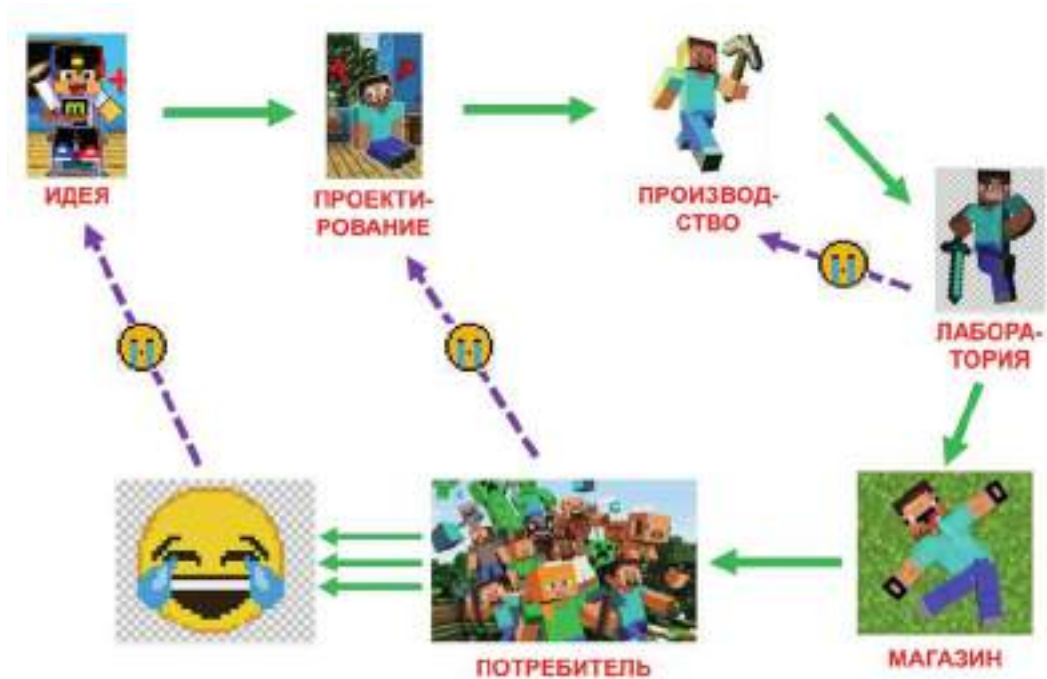 ИДЕЯ
ПРОЕКТИ-
РОВАНИЕ
ПРОИЗВОД-
СТВО
ЛАБОРА-
ТОРИЯ
ПОТРЕБИТЕЛЬ
МАГАЗИН